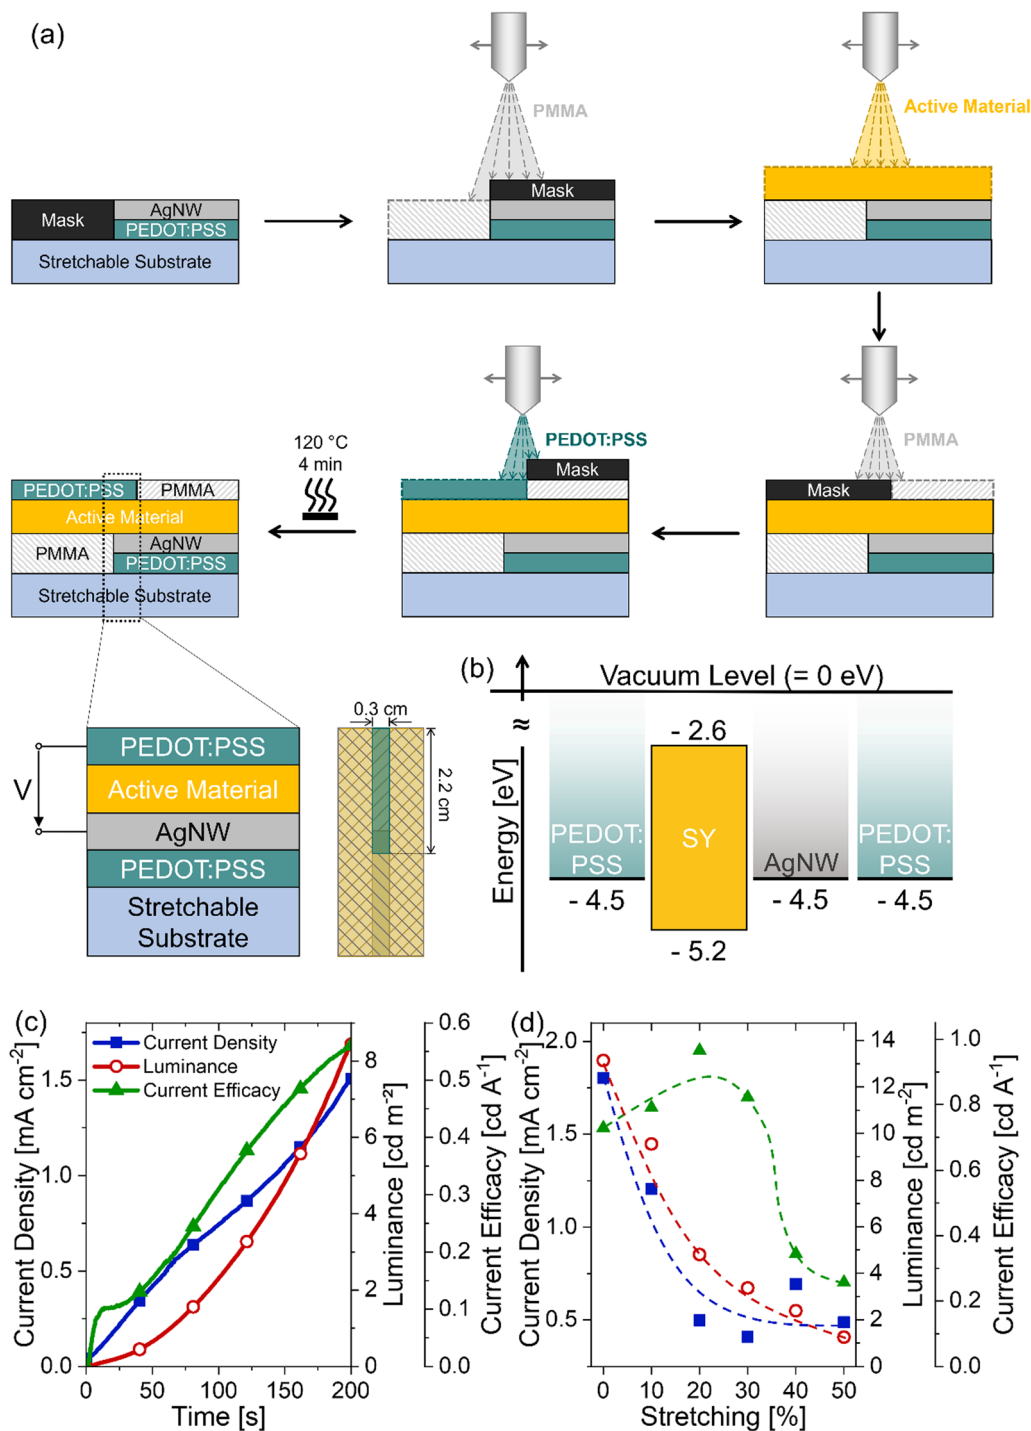 (a)
PMMA
Active Material
Mask
AgNW
PEDOT:PSS
Stretchable Substrate
Mask
120 °C
4 min
PEDOT:PSS
Mask
PMMA
Mask
PEDOT:PSS
PMMA
Active Material
PMMA
AgNW
PEDOT:PSS
Stretchable Substrate
V
PEDOT:PSS
Active Material
AgNW
PEDOT:PSS
Stretchable
Substrate
0.3 cm
2.2 cm
(b)
Vacuum Level (= 0 eV)
≈
Energy [eV]
- 2.6
PEDOT:
PSS
SY
AgNW
PEDOT:
PSS
- 4.5
- 4.5
- 4.5
- 5.2
(c)
Current Density [mA cm-2]
1.5
1.0
0.5
0.0
Current Density
Luminance
Current Efficacy
0
50
100
150
200
Time [s]
8
6
4
2
0
Luminance [cd m-2]
0.6
0.5
0.4
0.3
0.2
0.1
0.0
Current Efficacy [cd A-1]
(d)
Current Density [mA cm-2]
2.0
1.5
1.0
0.5
0
10
20
30
40
50
Stretching [%]
14
12
10
8
6
4
2
0
Luminance [cd m-2]
1.0
0.8
0.6
0.4
0.2
0.0
Current Efficacy [cd A-1]